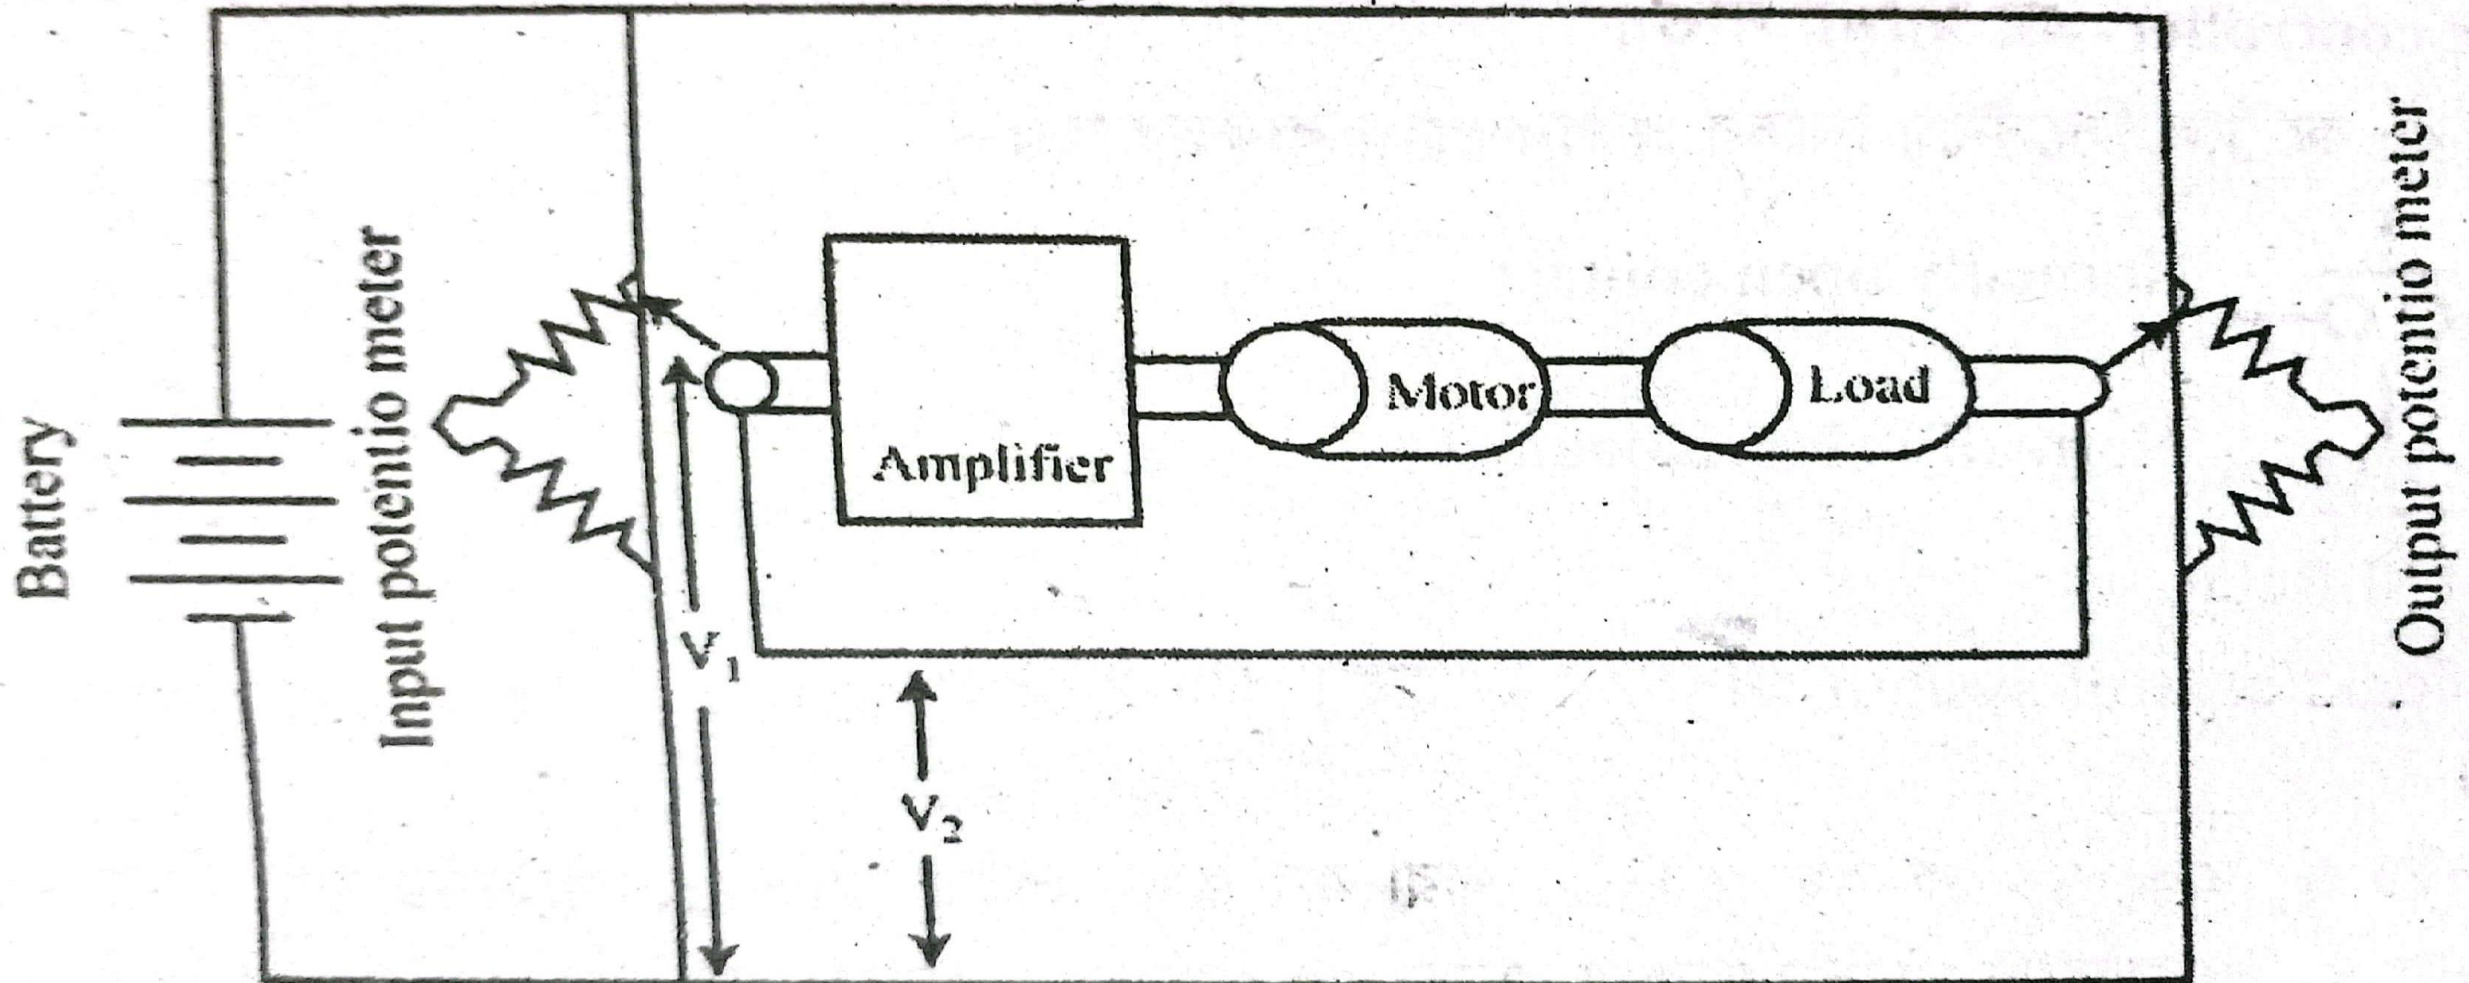 Battery
Input potentio meter
Amplifier
Motor
Load
Output potentio meter
V1
V2